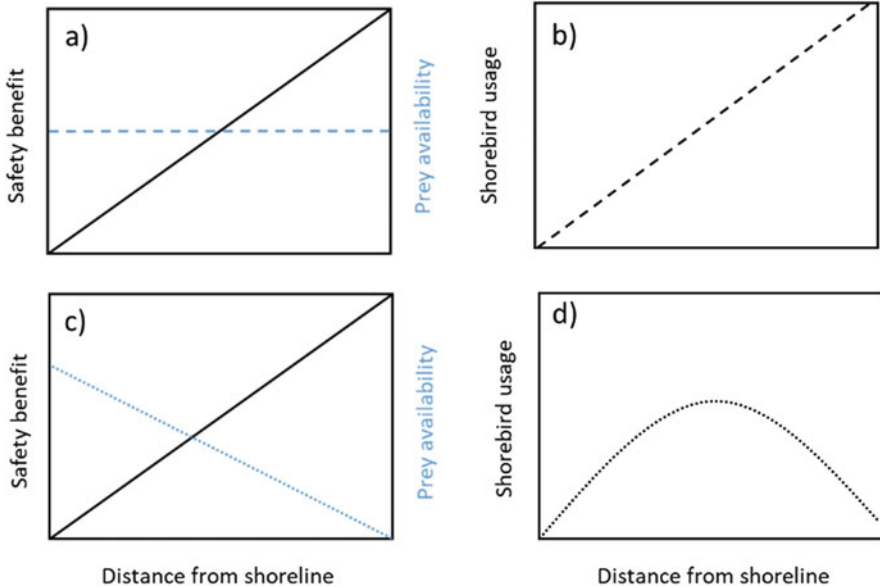 a)
Safety benefit
Prey availability
b)
Shorebird usage
c)
Safety benefit
Prey availability
d)
Shorebird usage
Distance from shoreline
Distance from shoreline